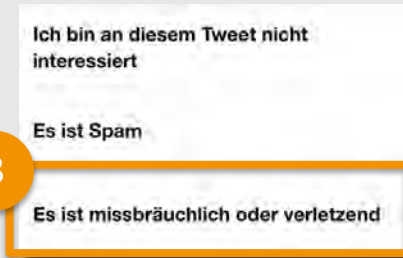 Ich bin an diesem Tweet nicht
interessiert
Es ist Spam
Es ist missbräuchlich oder verletzend